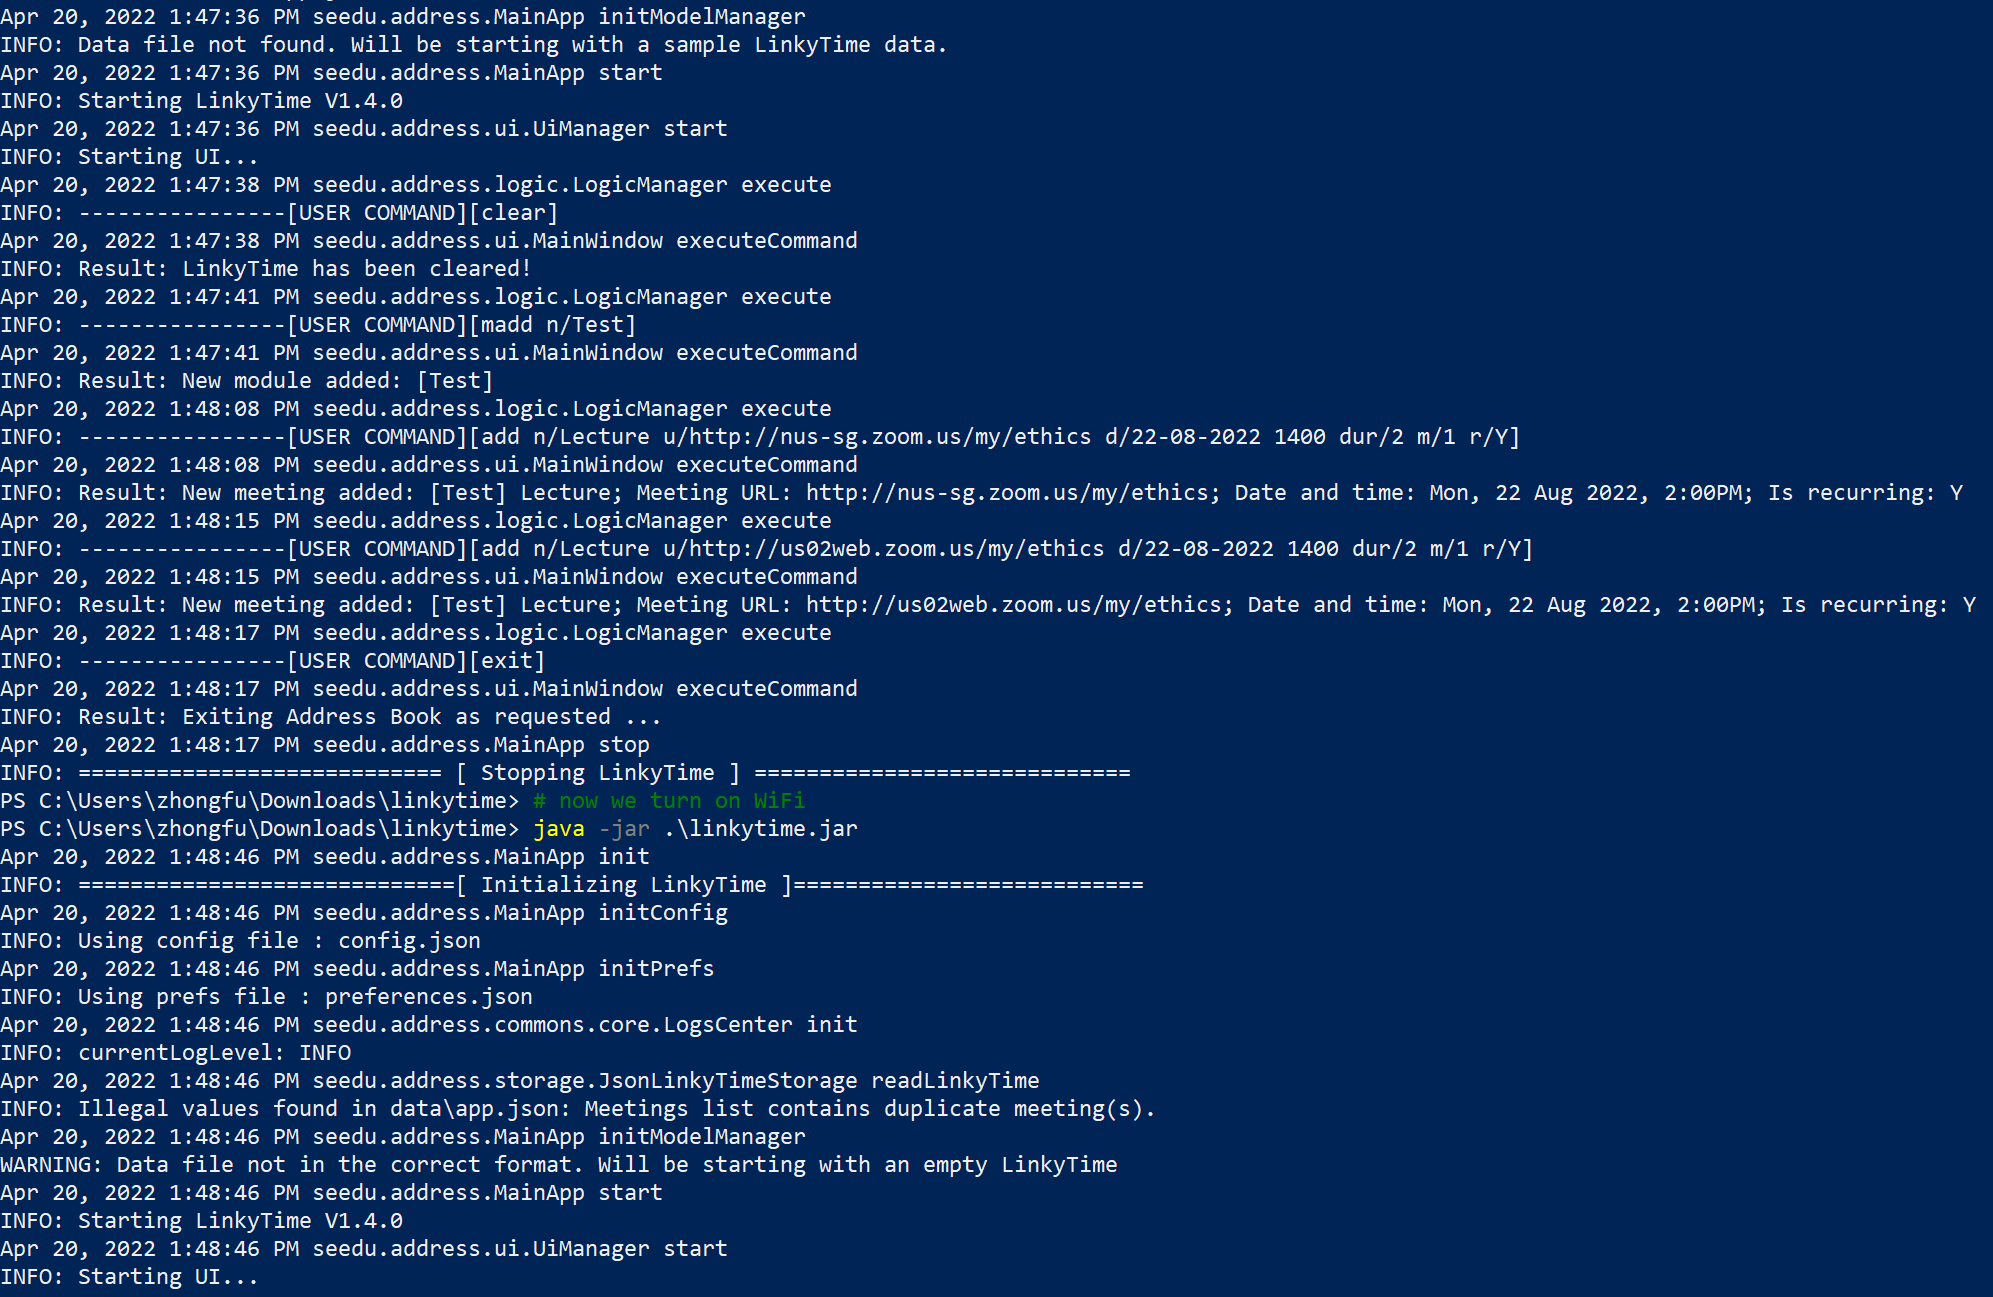 Apr 20, 2022 1:47:36 PM seedu.address.MainApp initModelManager
INFO: Data file not found. Will be starting with a sample LinkyTime data.
Apr 20, 2022 1:47:36 PM seedu.address.MainApp start
INFO: Starting LinkyTime V1.4.0
Apr 20, 2022 1:47:36 PM seedu.address.ui.UiManager start
INFO: Starting UI...
Apr 20, 2022 1:47:38 PM seedu.address.logic.LogicManager execute
INFO: ----------------[USER COMMAND][clear]
Apr 20, 2022 1:47:38 PM seedu.address.ui.MainWindow executeCommand
INFO: Result: LinkyTime has been cleared!
Apr 20, 2022 1:47:41 PM seedu.address.logic.LogicManager execute
INFO: ----------------[USER COMMAND][madd n/Test]
Apr 20, 2022 1:47:41 PM seedu.address.ui.MainWindow executeCommand
INFO: Result: New module added: [Test]
Apr 20, 2022 1:48:08 PM seedu.address.logic.LogicManager execute
INFO: ----------------[USER COMMAND][add n/Lecture u/http://nus-sg.zoom.us/my/ethics d/22-08-2022 1400 dur/2 m/1 r/Y]
Apr 20, 2022 1:48:08 PM seedu.address.ui.MainWindow executeCommand
INFO: Result: New meeting added: [Test] Lecture; Meeting URL: http://nus-sg.zoom.us/my/ethics; Date and time: Mon, 22 Aug 2022, 2:00PM; Is recurring: Y
Apr 20, 2022 1:48:15 PM seedu.address.logic.LogicManager execute
INFO: ----------------[USER COMMAND][add n/Lecture u/http://us02web.zoom.us/my/ethics d/22-08-2022 1400 dur/2 m/1 r/Y]
Apr 20, 2022 1:48:15 PM seedu.address.ui.MainWindow executeCommand
INFO: Result: New meeting added: [Test] Lecture; Meeting URL: http://us02web.zoom.us/my/ethics; Date and time: Mon, 22 Aug 2022, 2:00PM; Is recurring: Y
Apr 20, 2022 1:48:17 PM seedu.address.logic.LogicManager execute
INFO: ----------------[USER COMMAND][exit]
Apr 20, 2022 1:48:17 PM seedu.address.ui.MainWindow executeCommand
INFO: Result: Exiting Address Book as requested ...
Apr 20, 2022 1:48:17 PM seedu.address.MainApp stop
INFO: ============================ [ Stopping LinkyTime ] =============================
PS C:\Users\zhongfu\Downloads\linkytime> # now we turn on WiFi
PS C:\Users\zhongfu\Downloads\linkytime> java -jar .\linkytime.jar
Apr 20, 2022 1:48:46 PM seedu.address.MainApp init
INFO: =============================[ Initializing LinkyTime ]===========================
Apr 20, 2022 1:48:46 PM seedu.address.MainApp initConfig
INFO: Using config file : config.json
Apr 20, 2022 1:48:46 PM seedu.address.MainApp initPrefs
INFO: Using prefs file : preferences.json
Apr 20, 2022 1:48:46 PM seedu.address.commons.core.LogsCenter init
INFO: currentLogLevel: INFO
Apr 20, 2022 1:48:46 PM seedu.address.storage.JsonLinkyTimeStorage readLinkyTime
INFO: Illegal values found in data\app.json: Meetings list contains duplicate meeting(s).
Apr 20, 2022 1:48:46 PM seedu.address.MainApp initModelManager
WARNING: Data file not in the correct format. Will be starting with an empty LinkyTime
Apr 20, 2022 1:48:46 PM seedu.address.MainApp start
INFO: Starting LinkyTime V1.4.0
Apr 20, 2022 1:48:46 PM seedu.address.ui.UiManager start
INFO: Starting UI...